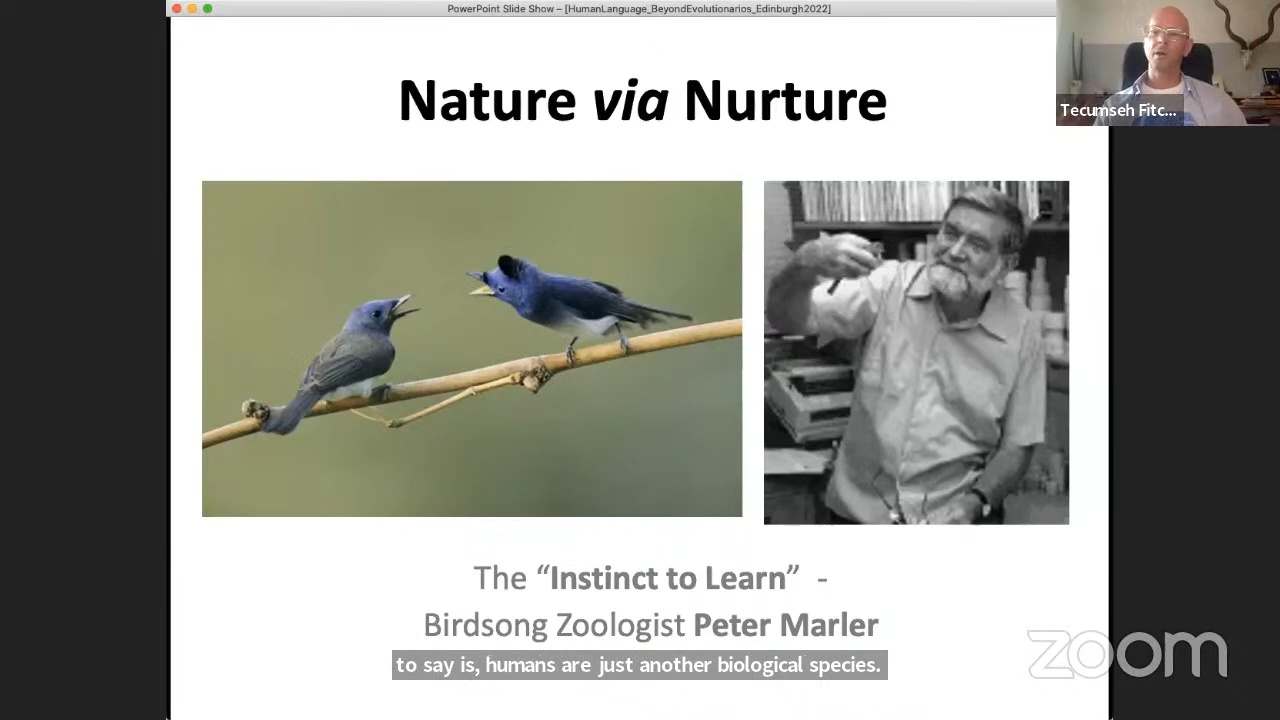 PowerPoint Slide Show – [HumanLanguage_BeyondEvolutionarios_Edinburgh2022]
Nature via Nurture
Tecumseh Fitc...
The “Instinct to Learn” -
Birdsong Zoologist Peter Marler
to say is, humans are just another biological species.
zoom